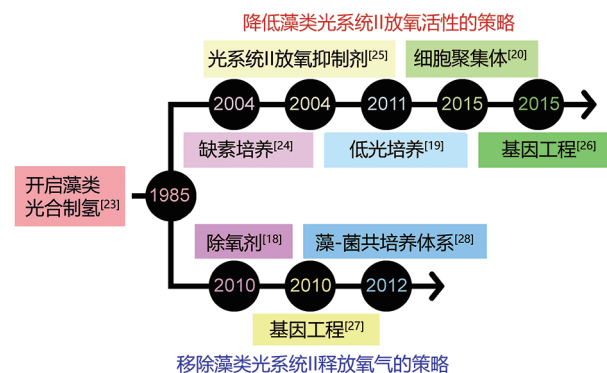 降低藻类光系统II放氧活性的策略
光系统II放氧抑制剂[25]
细胞聚集体[20]
2004
2004
2011
2015
2015
缺素培养[24]
低光培养[19]
基因工程[26]
开启藻类
光合制氢[23]
1985
除氧剂[18]
藻-菌共培养体系[28]
2010
2010
2012
基因工程[27]
移除藻类光系统II释放氧气的策略